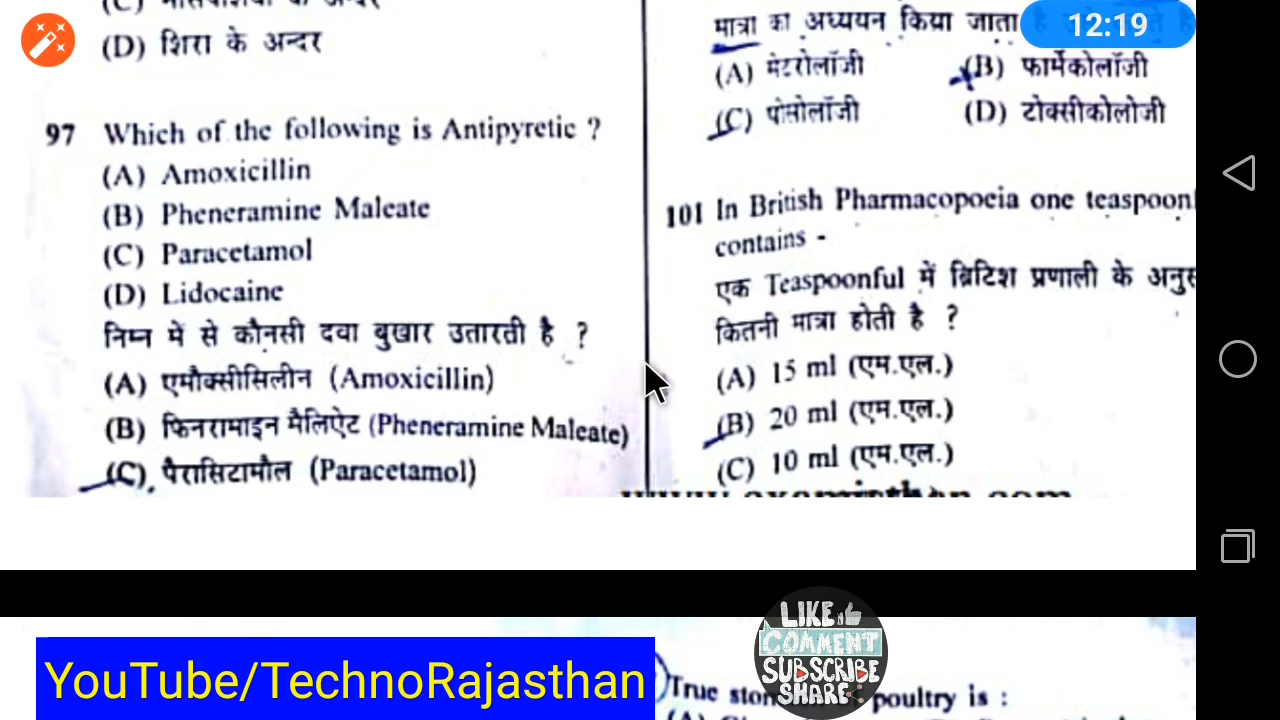 (D) शिरा के अन्दर
97 Which of the following is Antipyretic ?
(A) Amoxicillin
(B) Pheneramine Maleate
(C) Paracetamol
(D) Lidocaine
निम्न में से कौनसी दवा बुखार उतारती है ?
(A) एमौक्सीसिलीन (Amoxicillin)
(B) फिनरामाइन मैलिऐट (Pheneramine Maleate)
(C) पैरासिटामौल (Paracetamol)
12:19
मात्रा का अध्ययन किया जाता
(A) मेटरोलॉजी (B) फार्मेकोलॉजी
(C) पोसोलॉजी (D) टोक्सीकोलोजी
101 In British Pharmacopoeia one teaspoon
contains -
एक Teaspoonful में ब्रिटिश प्रणाली के
कितनी मात्रा होती है ?
(A) 15 ml (एम.एल.)
(B) 20 ml (एम.एल.)
(C) 10 ml (एम.एल.)
YouTube/TechnoRajasthan
LIKE
COMMENT
SUBSCRIBE
SHARE
True poultry is :